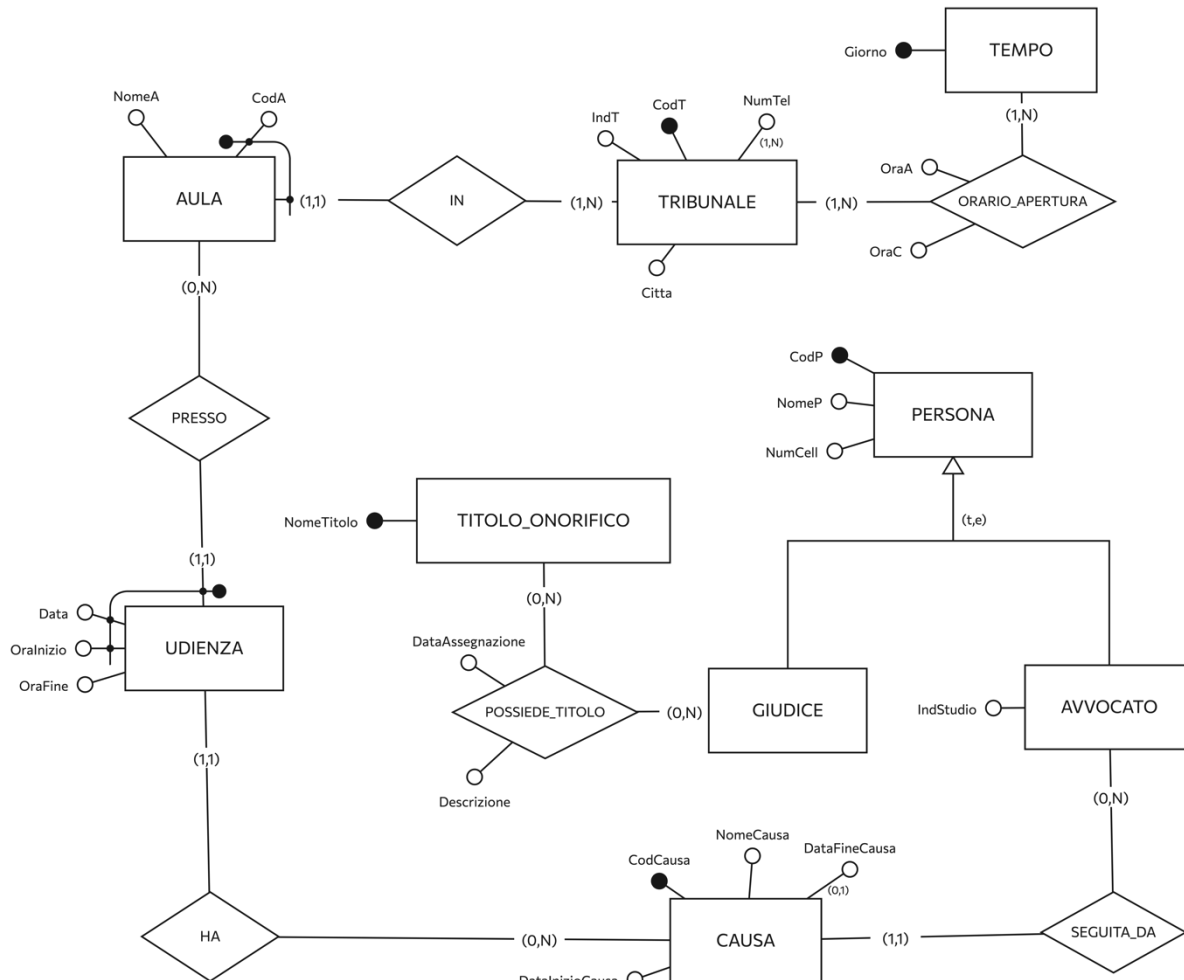 TEMPO
Giorno
(1,N)
NomeA
CodA
IndT
CodT
NumTel
(1,N)
OraA
AULA
(1,1)
IN
(1,N)
TRIBUNALE
(1,N)
ORARIO_APERTURA
OraC
Citta
(0,N)
CodP
NomeP
PERSONA
NumCell
PRESSO
NomeTitolo
TITOLO_ONORIFICO
(t,e)
(1,1)
(0,N)
Data
DataAssegnazione
OraInizio
UDIENZA
OraFine
POSSIEDE_TITOLO
(0,N)
GIUDICE
IndStudio
AVVOCATO
(1,1)
Descrizione
(0,N)
NomeCausa
CodCausa
DataFineCausa
(0,1)
HA
(0,N)
CAUSA
(1,1)
SEGUITA_DA
DataInizioCausa